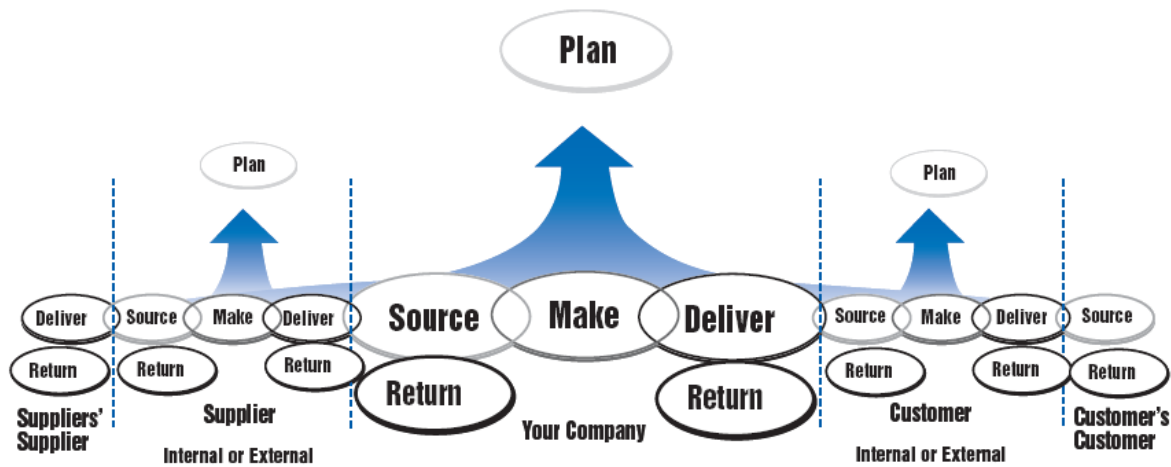 Plan
Plan
Plan
Deliver
Source
Make
Deliver
Source
Make
Deliver
Source
Make
Deliver
Source
Return
Return
Return
Return
Return
Return
Return
Return
Suppliers'
Supplier
Supplier
Internal or External
Your Company
Customer
Internal or External
Customer's
Customer